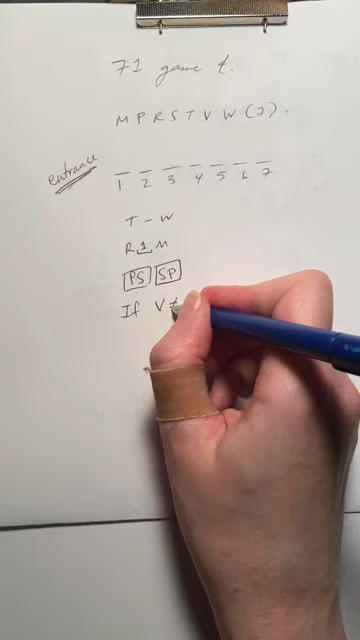 71 game t.
M P R S T V W (7).
entrance
1 2 3 4 5 6 7
T - W
R 1 M
PS SP
If V ≠